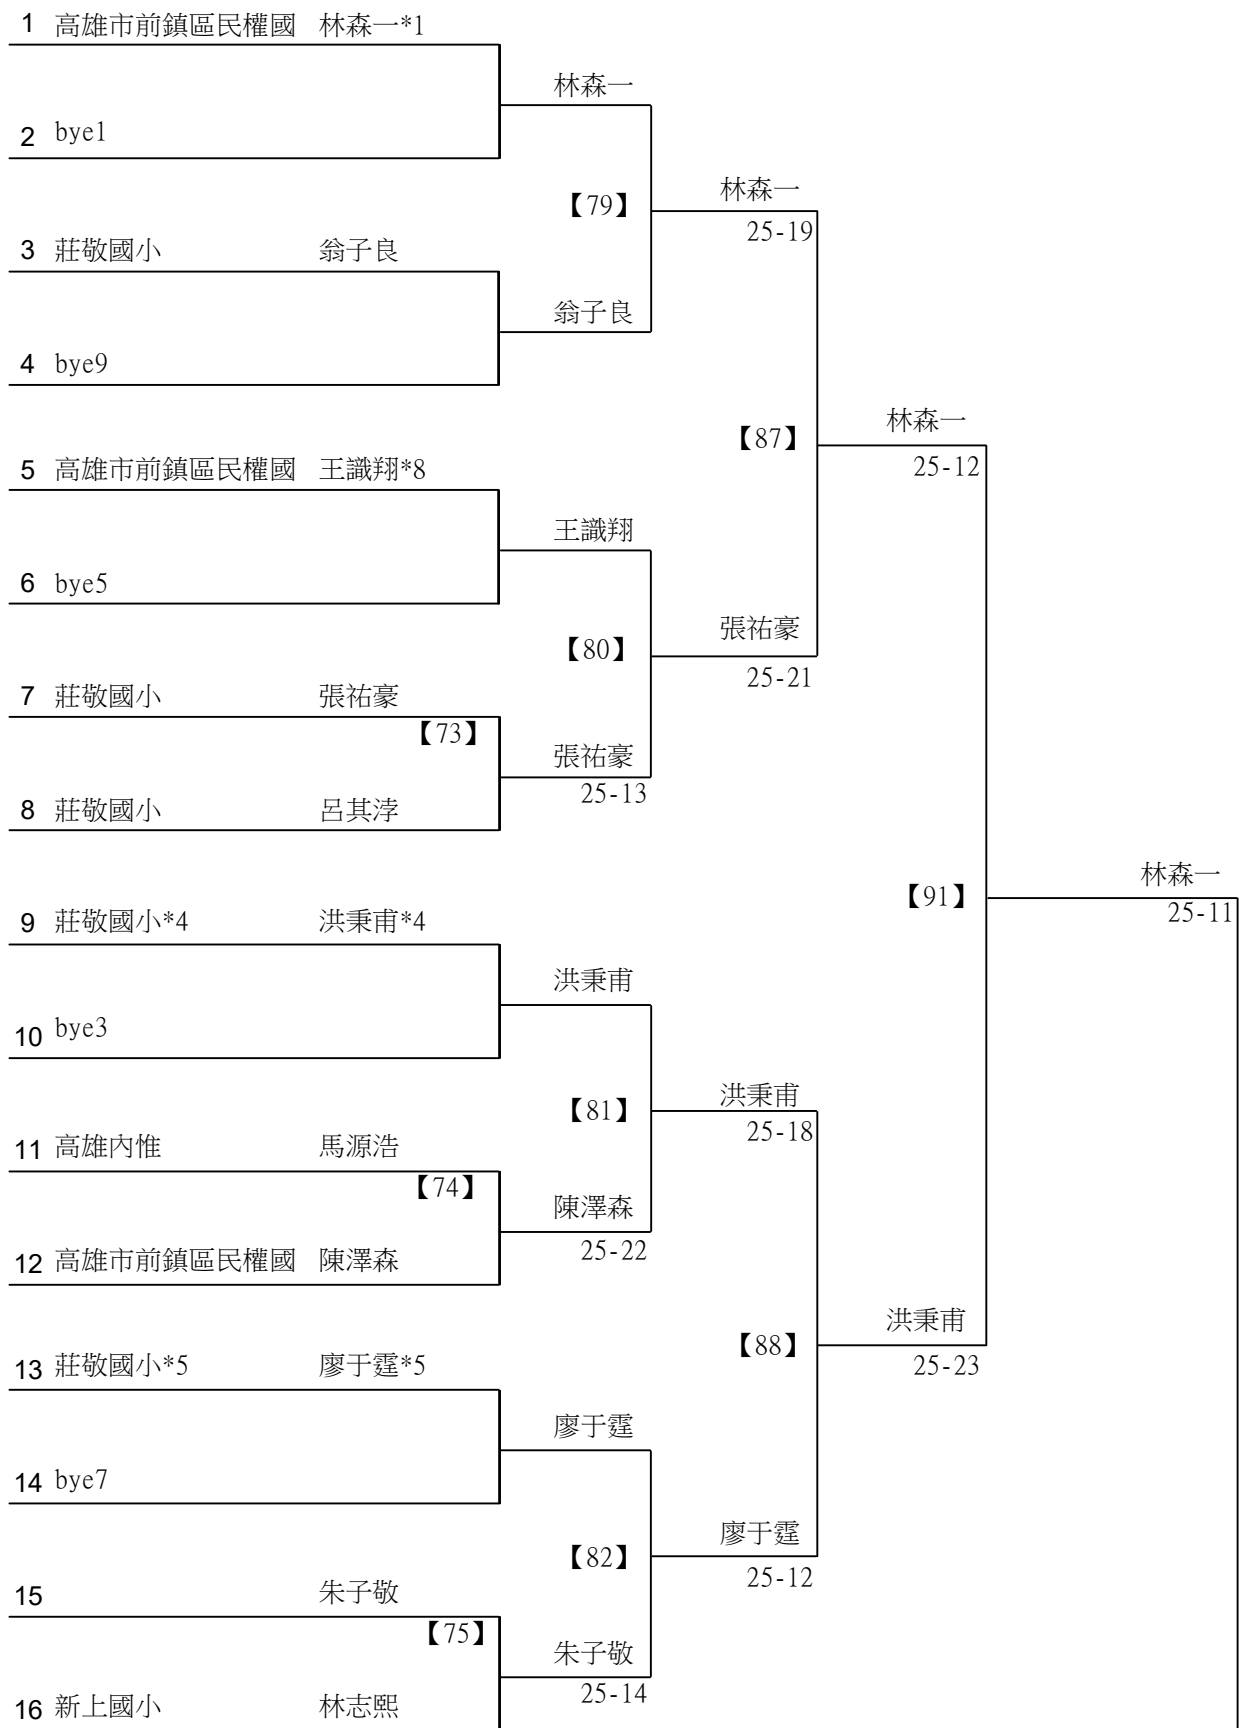 1 高雄市前鎮區民權國 林森一*1
林森一
2 bye1
【79】
林森一
25-19
3 莊敬國小 翁子良
翁子良
4 bye9
【87】
林森一
25-12
5 高雄市前鎮區民權國 王識翔*8
王識翔
6 bye5
【80】
張祐豪
25-21
7 莊敬國小 張祐豪
【73】
張祐豪
25-13
8 莊敬國小 呂其浡
【91】
林森一
25-11
9 莊敬國小*4 洪秉甫*4
洪秉甫
10 bye3
【81】
洪秉甫
25-18
11 高雄內惟 馬源浩
【74】
陳澤森
25-22
12 高雄市前鎮區民權國 陳澤森
【88】
洪秉甫
25-23
13 莊敬國小*5 廖于霆*5
廖于霆
14 bye7
【82】
廖于霆
25-12
15 朱子敬
【75】
朱子敬
25-14
16 新上國小 林志熙